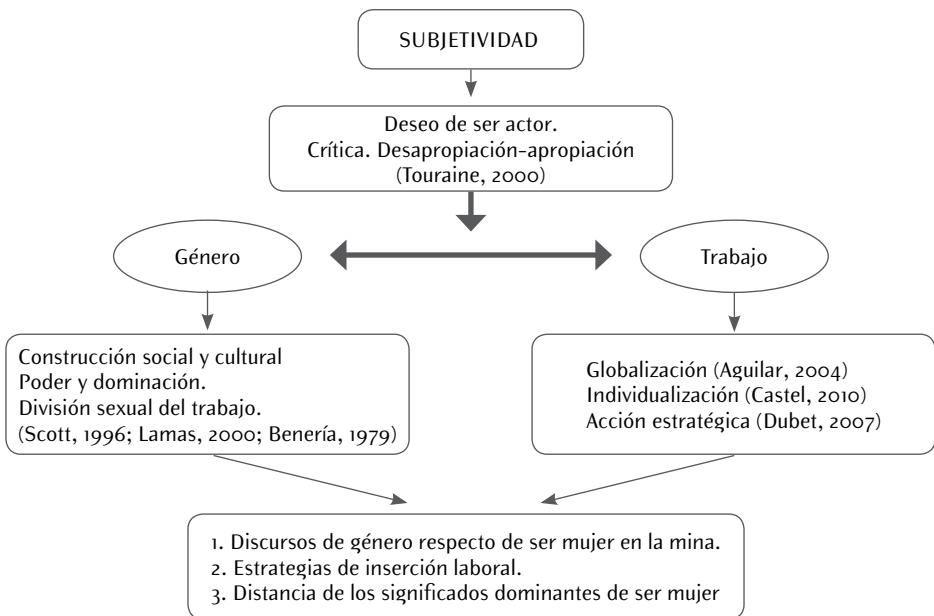 SUBJETIVIDAD
Deseo de ser actor.
Crítica. Desapropiación-apropiación
(Touraine, 2000)
Género
Trabajo
Construcción social y cultural
Poder y dominación.
División sexual del trabajo.
(Scott, 1996; Lamas, 2000; Benería, 1979)
Globalización (Aguilar, 2004)
Individualización (Castel, 2010)
Acción estratégica (Dubet, 2007)
1. Discursos de género respecto de ser mujer en la mina.
2. Estrategias de inserción laboral.
3. Distancia de los significados dominantes de ser mujer